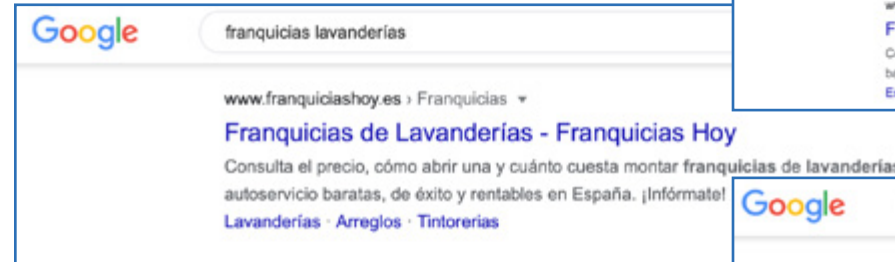 Google
franquicias lavanderías
www.franquiciashoy.es › Franquicias
Franquicias de Lavanderías - Franquicias Hoy
Consulta el precio, cómo abrir una y cuánto cuesta montar franquicias de lavanderías
autoservicio baratas, de éxito y rentables en España. ¡Infórmate!
Lavanderías · Arreglos · Tintorerias
Google